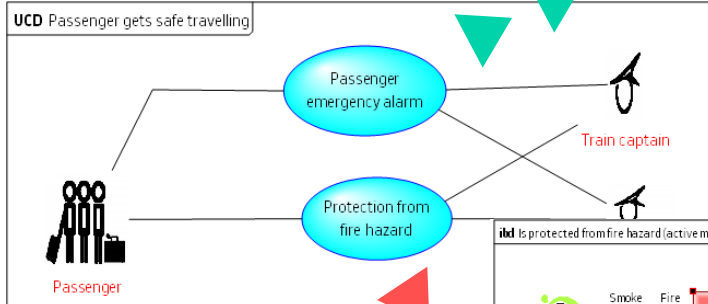 UCD Passenger gets safe travelling
Passenger
emergency alarm
Train captain
Protection from
fire hazard
Passenger
ibd Is protected from fire hazard (active
Smoke Fire